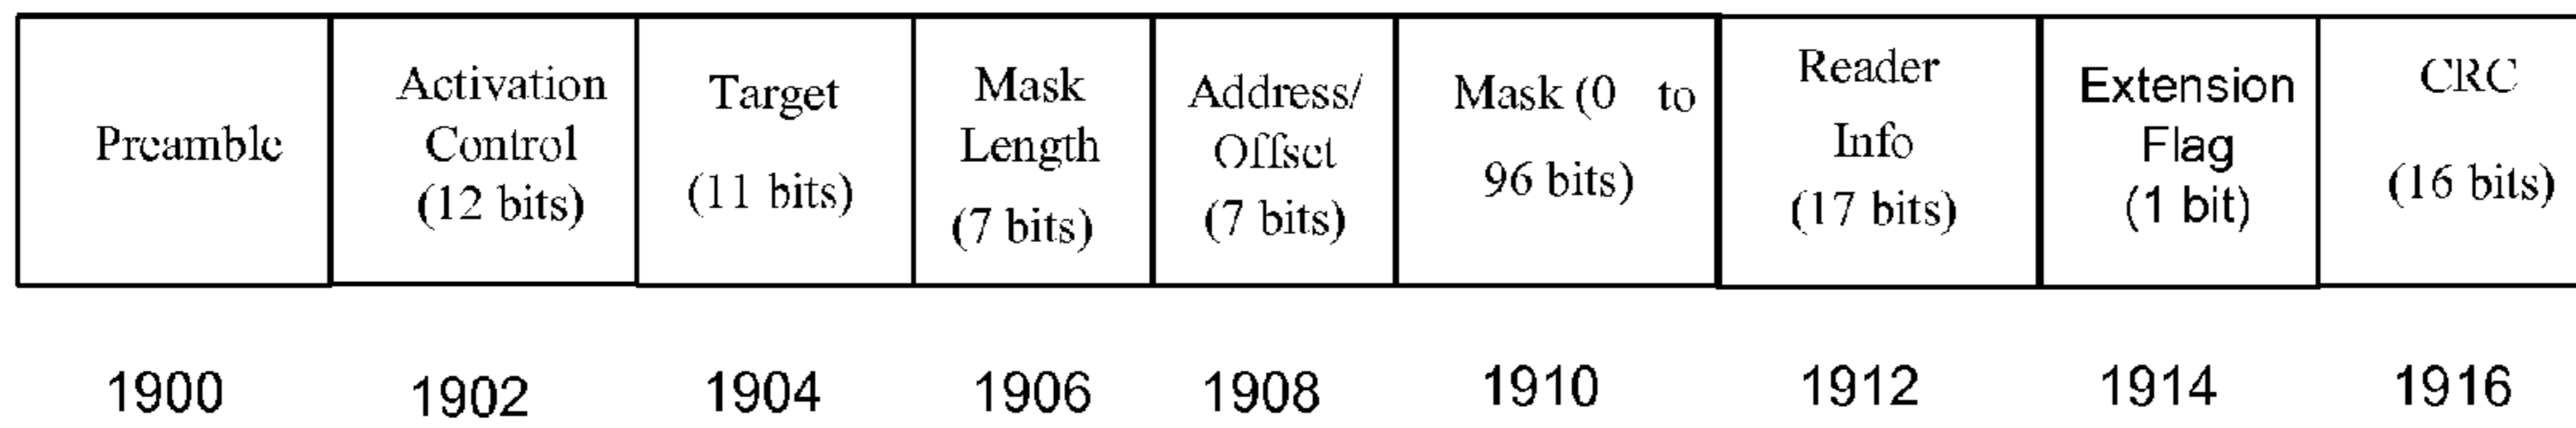 Preamble
Activation
Control
(12 bits)
Target
(11 bits)
Mask
Length
(7 bits)
Address/
Offset
(7 bits)
Mask (0 to
96 bits)
Reader
Info
(17 bits)
Extension
Flag
(1 bit)
CRC
(16 bits)
1900 1902 1904 1906 1908 1910 1912 1914 1916